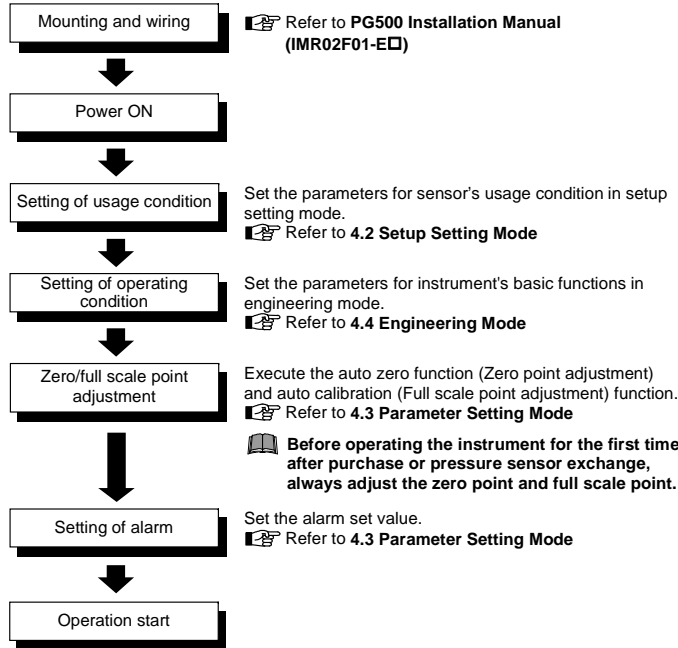 Mounting and wiring
Refer to PG500 Installation Manual
(IMR02F01-E□)
Power ON
Setting of usage condition
Set the parameters for sensor's usage condition in setup
setting mode.
Refer to 4.2 Setup Setting Mode
Setting of operating
condition
Set the parameters for instrument's basic functions in
engineering mode.
Refer to 4.4 Engineering Mode
Zero/full scale point
adjustment
Execute the auto zero function (Zero point adjustment)
and auto calibration (Full scale point adjustment) function.
Refer to 4.3 Parameter Setting Mode
Before operating the instrument for the first time
after purchase or pressure sensor exchange,
always adjust the zero point and full scale point.
Setting of alarm
Set the alarm set value.
Refer to 4.3 Parameter Setting Mode
Operation start